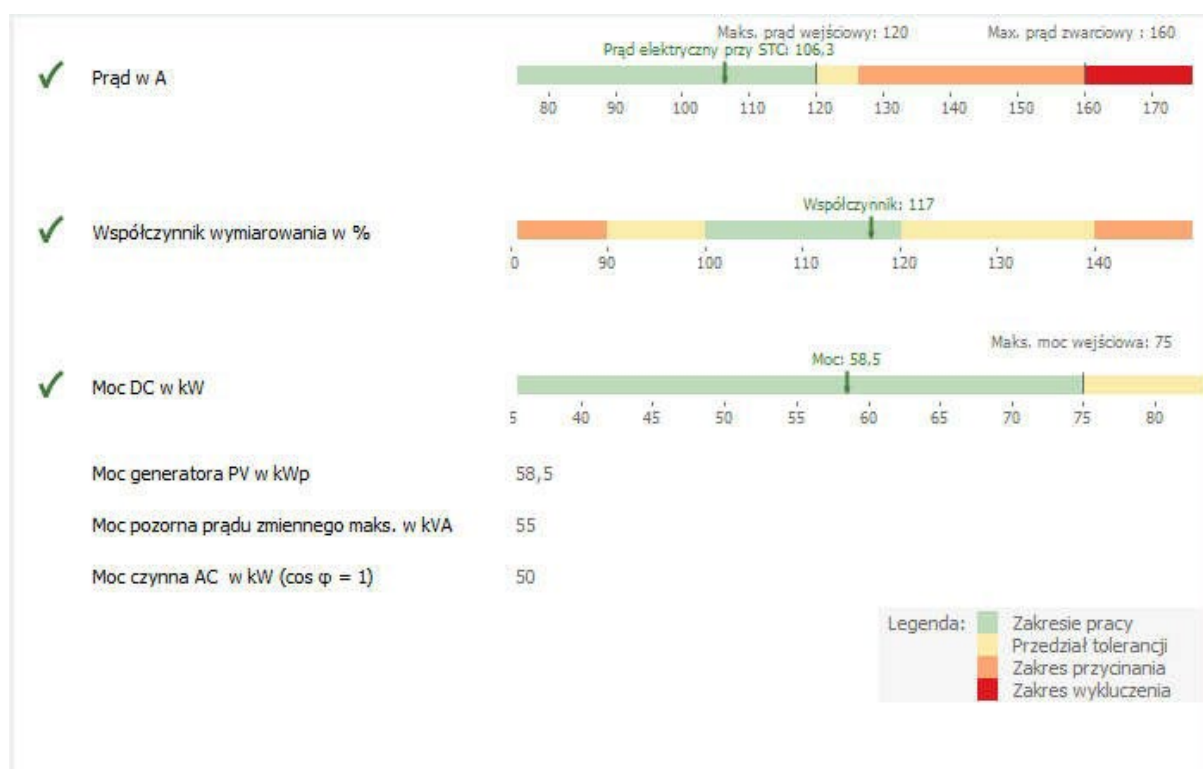 Maks. prąd wejściowy: 120 Max. prąd zwarciowy : 160
Prąd elektryczny przy STC: 106,3
Prąd w A
80 90 100 110 120 130 140 150 160 170
Współczynnik: 117
Współczynnik wymiarowania w %
0 90 100 110 120 130 140
Maks. moc wejściowa: 75
Moc: 58,5
Moc DC w kW
5 40 45 50 55 60 65 70 75 80
Moc generatora PV w kWp 58,5
Moc pozorna prądu zmiennego maks. w kVA 55
Moc czynna AC w kW (cos φ = 1) 50
Legenda: Zakresie pracy
Przedział tolerancji
Zakres przycinania
Zakres wykluczenia